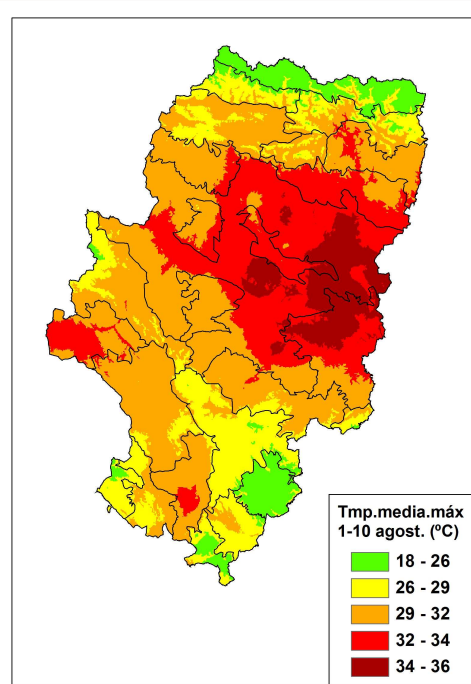 Tmp.media.máx
1-10 agost. (ºC)
18 - 26
26 - 29
29 - 32
32 - 34
34 - 36